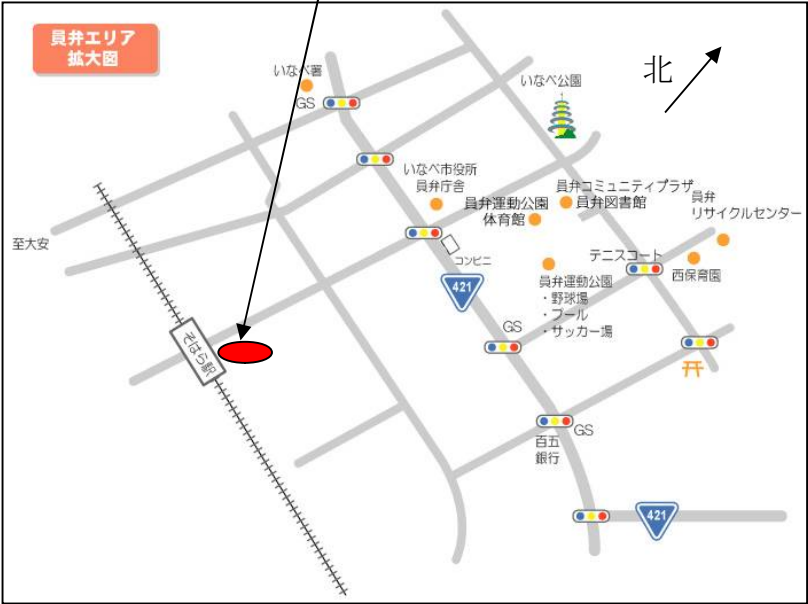 員弁エリア
拡大図
北
いなべ署
GS
いなべ公園
いなべ市役所
員弁庁舎
員弁コミュニティプラザ
員弁図書館
員弁運動公園
体育館
員弁
リサイクルセンター
至大安
コンビニ
テニスコート
西保育園
421
員弁運動公園
・野球場
・プール
・サッカー場
GS
そはら駅
GS
百五
銀行
421